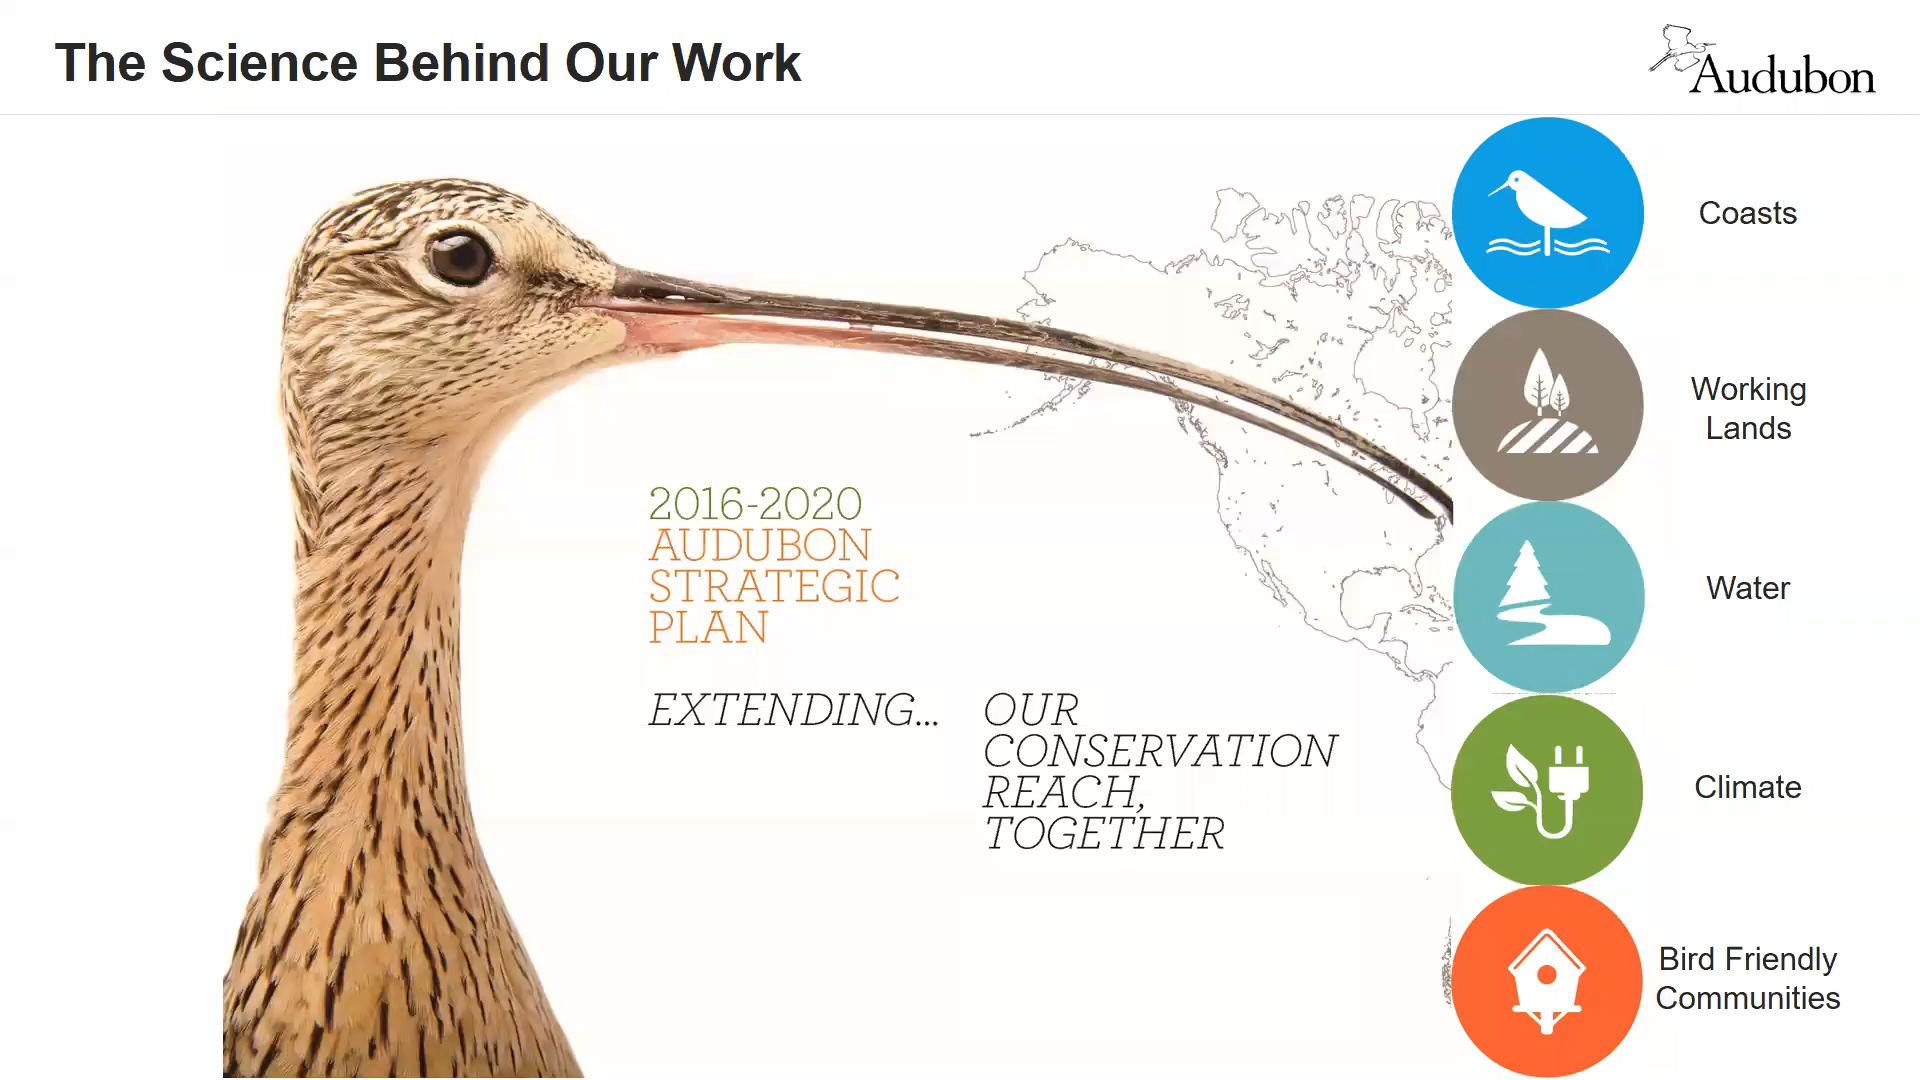 The Science Behind Our Work
Audubon
2016-2020
AUDUBON
STRATEGIC
PLAN
EXTENDING...
OUR
CONSERVATION
REACH,
TOGETHER
Coasts
Working
Lands
Water
Climate
Bird Friendly
Communities